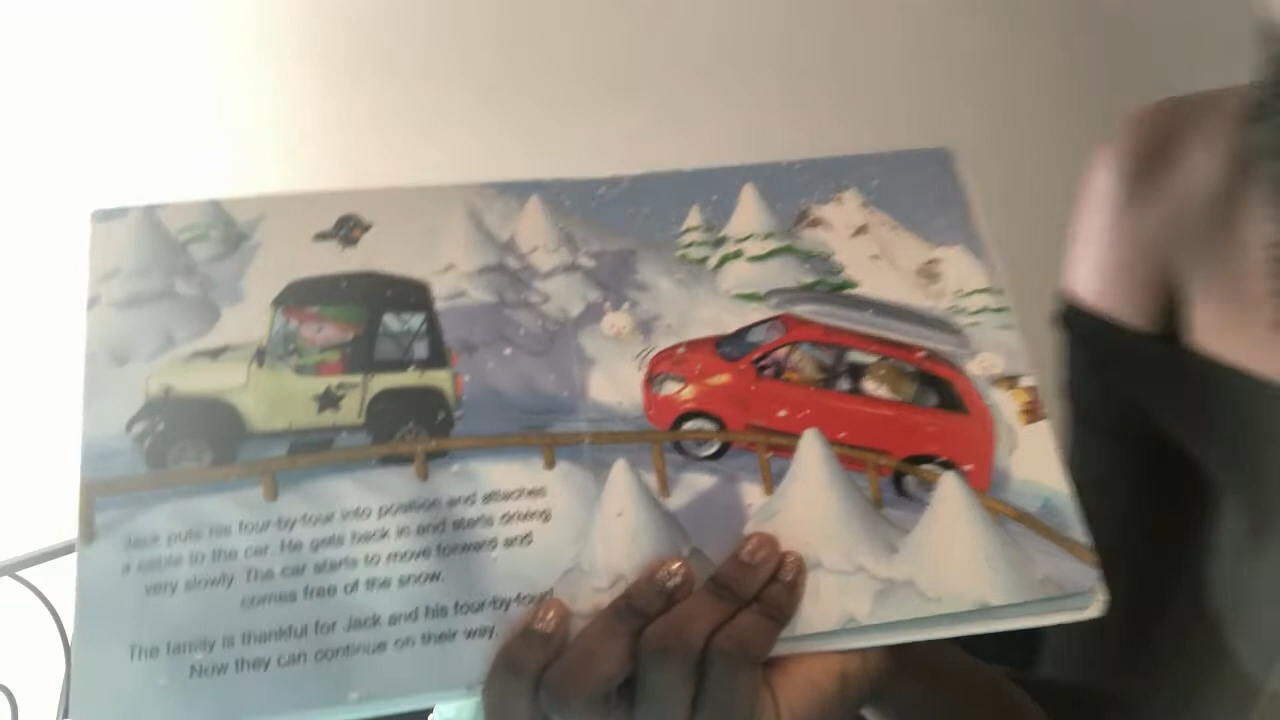 Jack puts his four-by-four into position and attaches
a cable to the car. He gets back in and starts driving
very slowly. The car starts to move forward and
comes free of the snow.
The family is thankful for Jack and his four-by-four!
Now they can continue on their way.